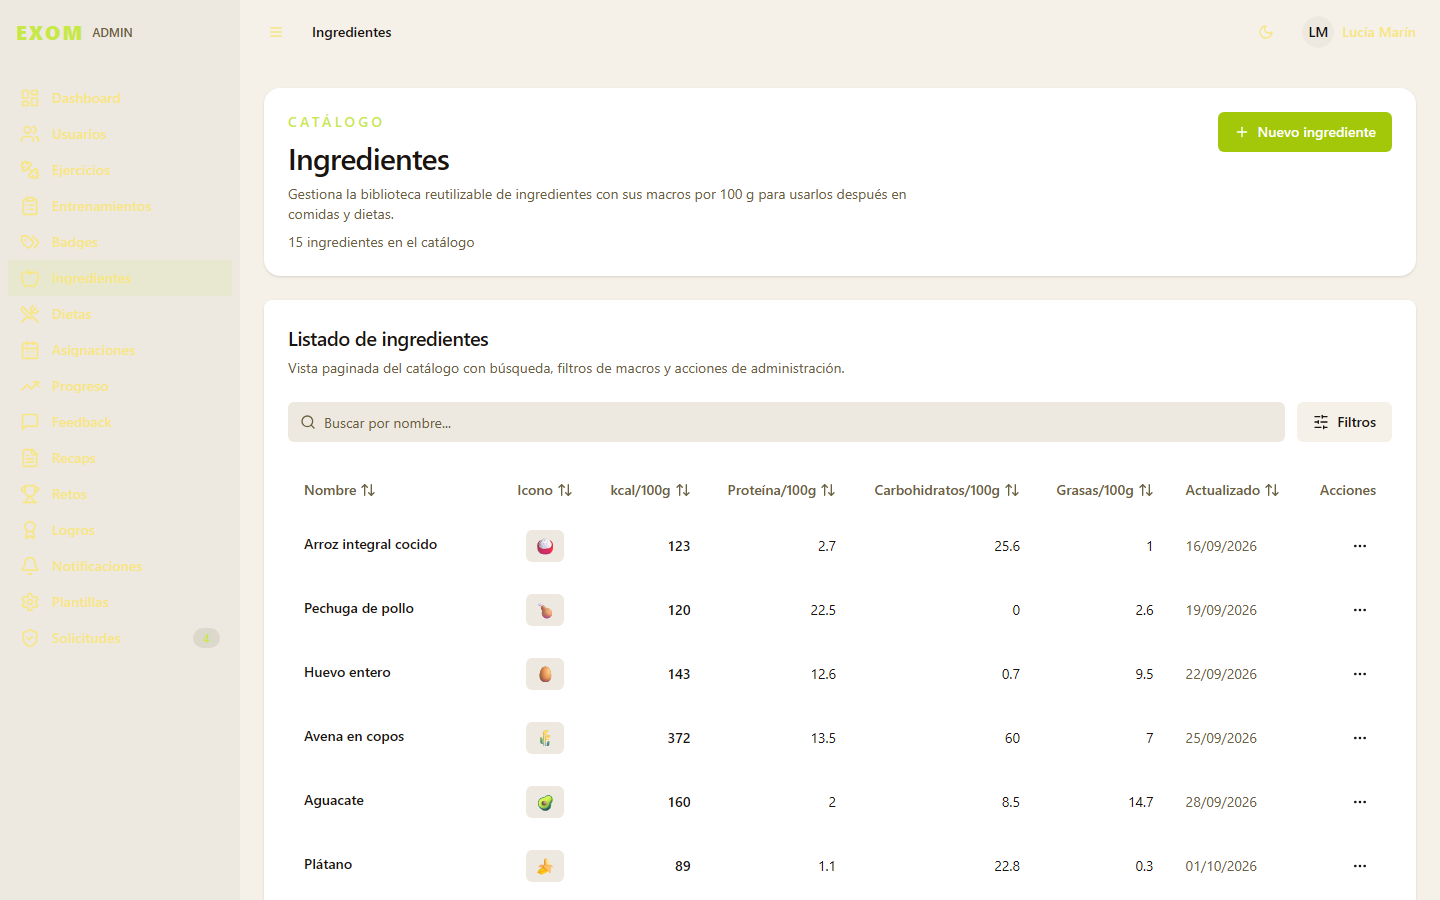 EXOM ADMIN
Dashboard
Usuarios
Ejercicios
Entrenamientos
Badges
Ingredientes
Dietas
Asignaciones
Progreso
Feedback
Recaps
Retos
Logros
Notificaciones
Plantillas
Solicitudes 4
Ingredientes
LM Lucía Marín
CATÁLOGO
Ingredientes
Gestiona la biblioteca reutilizable de ingredientes con sus macros por 100 g para usarlos después en
comidas y dietas.
15 ingredientes en el catálogo
Nuevo ingrediente
Listado de ingredientes
Vista paginada del catálogo con búsqueda, filtros de macros y acciones de administración.
Buscar por nombre...
Filtros
Nombre Icono kcal/100g Proteína/100g Carbohidratos/100g Grasas/100g Actualizado Acciones
Arroz integral cocido 123 2.7 25.6 1 16/09/2026
Pechuga de pollo 120 22.5 0 2.6 19/09/2026
Huevo entero 143 12.6 0.7 9.5 22/09/2026
Avena en copos 372 13.5 60 7 25/09/2026
Aguacate 160 2 8.5 14.7 28/09/2026
Plátano 89 1.1 22.8 0.3 01/10/2026